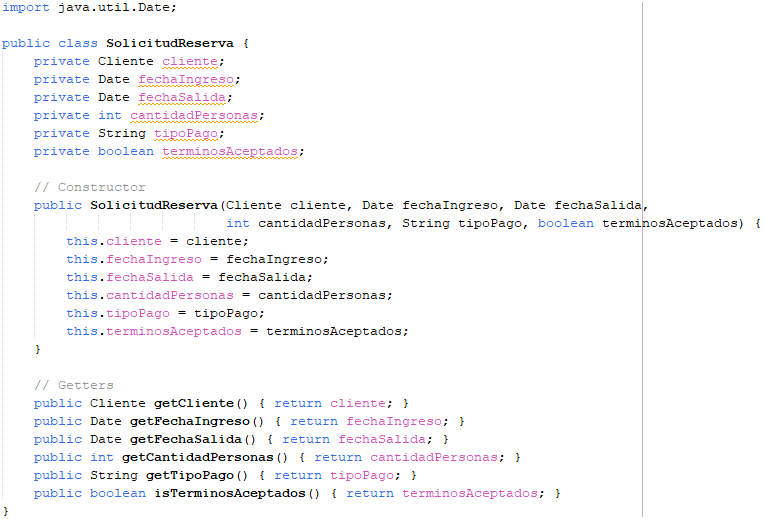 import java.util.Date;

public class SolicitudReserva {
    private Cliente cliente;
    private Date fechaIngreso;
    private Date fechaSalida;
    private int cantidadPersonas;
    private String tipoPago;
    private boolean terminosAceptados;

    // Constructor
    public SolicitudReserva(Cliente cliente, Date fechaIngreso, Date fechaSalida,
                            int cantidadPersonas, String tipoPago, boolean terminosAceptados) {
        this.cliente = cliente;
        this.fechaIngreso = fechaIngreso;
        this.fechaSalida = fechaSalida;
        this.cantidadPersonas = cantidadPersonas;
        this.tipoPago = tipoPago;
        this.terminosAceptados = terminosAceptados;
    }

    // Getters
    public Cliente getCliente() { return cliente; }
    public Date getFechaIngreso() { return fechaIngreso; }
    public Date getFechaSalida() { return fechaSalida; }
    public int getCantidadPersonas() { return cantidadPersonas; }
    public String getTipoPago() { return tipoPago; }
    public boolean isTerminosAceptados() { return terminosAceptados; }
}